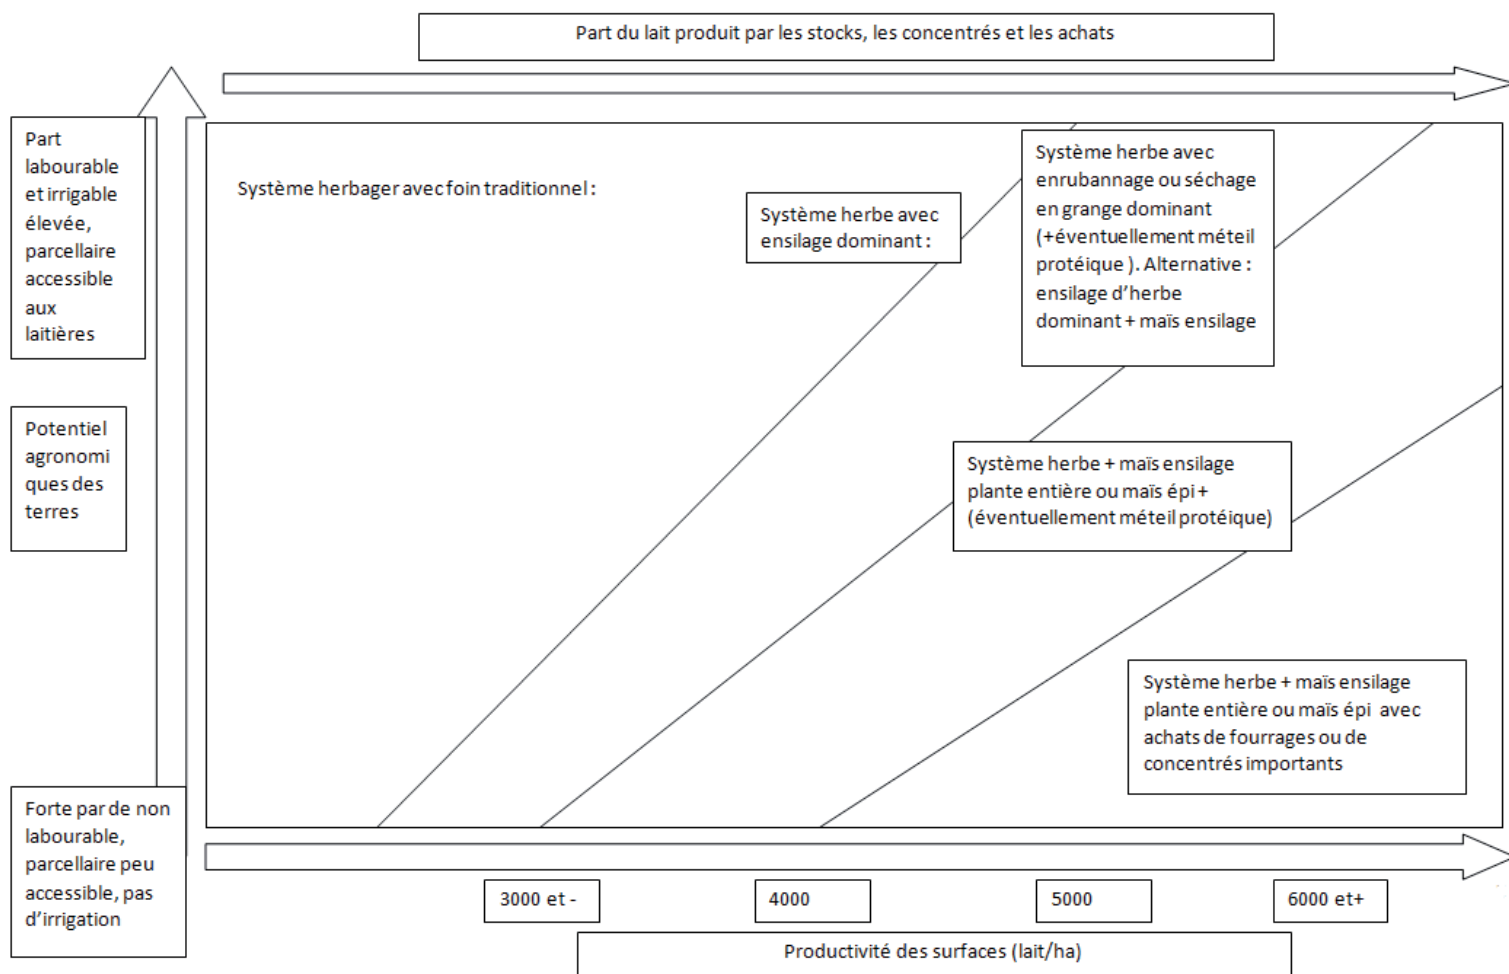 Part du lait produit par les stocks, les concentrés et les achats
Part
labourable
et irrigable
élevée,
parcellaire
accessible
aux
laitières
Système herbager avec foin traditionnel :
Système herbe avec
ensilage dominant :
Système herbe avec
enrubannage ou séchage
en grange dominant
(+éventuellement méteil
protéique ). Alternative :
ensilage d'herbe
dominant + maïs ensilage
Potentiel
agronomi
ques des
terres
Système herbe + maïs ensilage
plante entière ou maïs épi +
(éventuellement méteil protéique)
Système herbe + maïs ensilage
plante entière ou maïs épi avec
achats de fourrages ou de
concentrés importants
Forte par de non
labourable,
parcellaire peu
accessible, pas
d'irrigation
3000 et -
4000
5000
6000 et+
Productivité des surfaces (lait/ha)